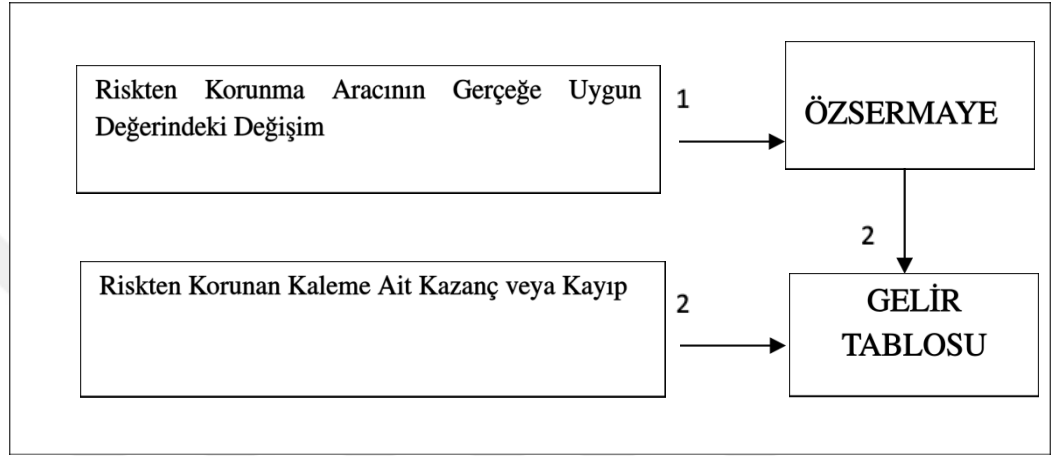 Riskten Korunma Aracının Gerçeğe Uygun
Değerindeki Değişim
1
ÖZSERMAYE
2
Riskten Korunan Kaleme Ait Kazanç veya Kayıp
2
GELİR
TABLOSU